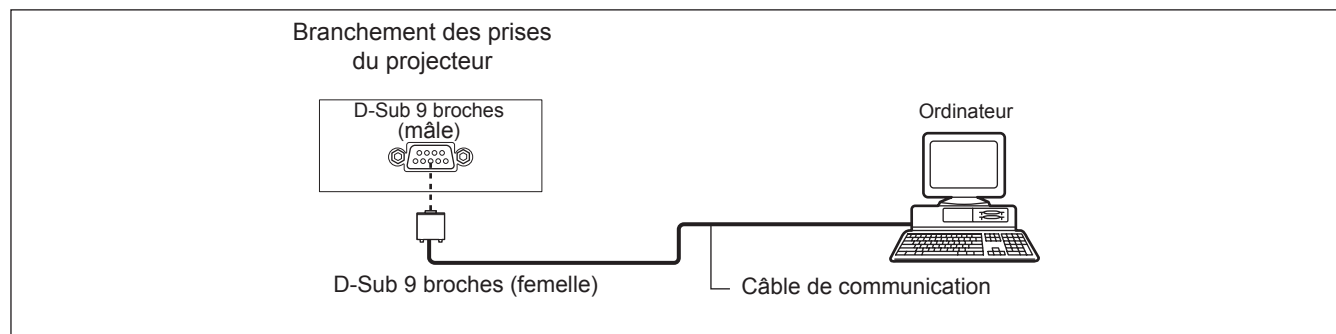 Branchement des prises
du projecteur
D-Sub 9 broches
(mâle)
Ordinateur
D-Sub 9 broches (femelle)
Câble de communication